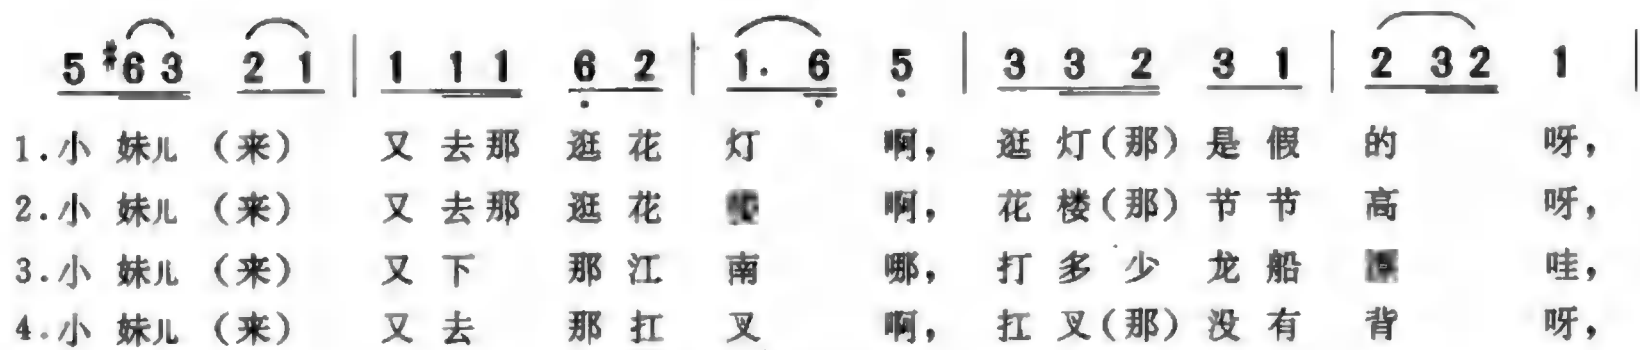 5 #6 3 2 1 | 1 1 1 6 2 | 1. 6 5 | 3 3 2 3 1 | 2 3 2 1 |
1.小 妹儿 (来) 又 去 那 逛 花 灯 啊, 逛 灯(那) 是 假 的 呀,
2.小 妹儿 (来) 又 去 那 逛 花 啊, 花 楼(那) 节 节 高 呀,
3.小 妹儿 (来) 又 下 那 江 南 哪, 打 多 少 龙 船 哇,
4.小 妹儿 (来) 又 去 那 扛 叉 啊, 扛 叉(那) 没 有 背 呀,